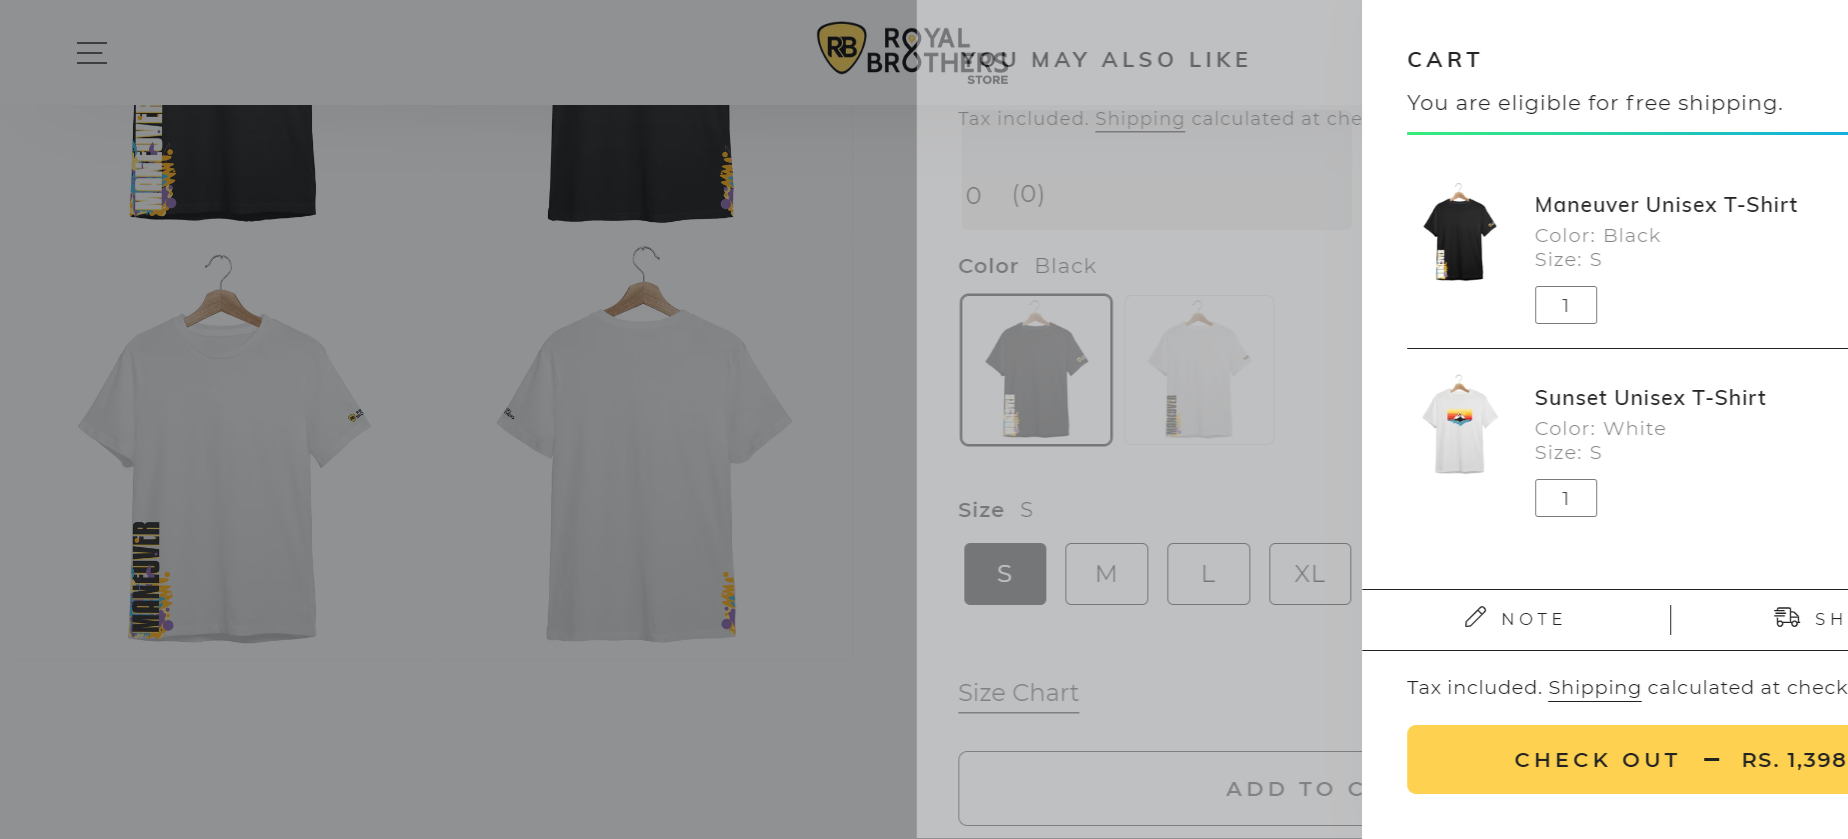 RB ROYAL
BROTHERS
STORE
YOU MAY ALSO LIKE
Tax included. Shipping calculated at che
0 (0)
MANEUVER
MANEUVER
Color Black
MANEUVER
MANEUVER
Size S
S M L XL
Size Chart
ADD TO C
CART
You are eligible for free shipping.
Maneuver Unisex T-Shirt
Color: Black
Size: S
1
Sunset Unisex T-Shirt
Color: White
Size: S
1
NOTE
SH
Tax included. Shipping calculated at check
CHECK OUT – RS. 1,398